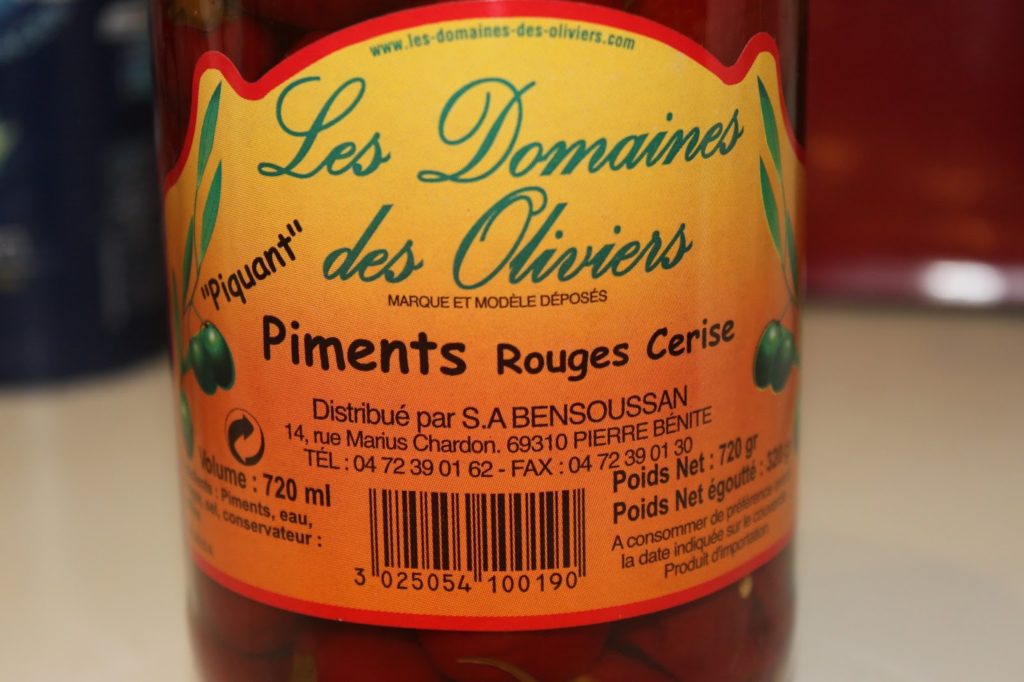 www.les-domaines-des-oliviers.com
Les Domaines
des Oliviers
"Piquant"
MARQUE ET MODÈLE DÉPOSÉS
Piments Rouges Cerise
Distribué par S.A BENSOUSSAN
14, rue Marius Chardon. 69310 PIERRE BÉNITE
TÉL : 04 72 39 01 62 - FAX : 04 72 39 01 30
Volume : 720 ml
: Piments, eau,
sel, conservateur :
Poids Net : 720 gr
Poids Net égoutté : 320
A consommer de préférence
la date indiquée sur le couvercle
Produit d'importation
3 025054 100190